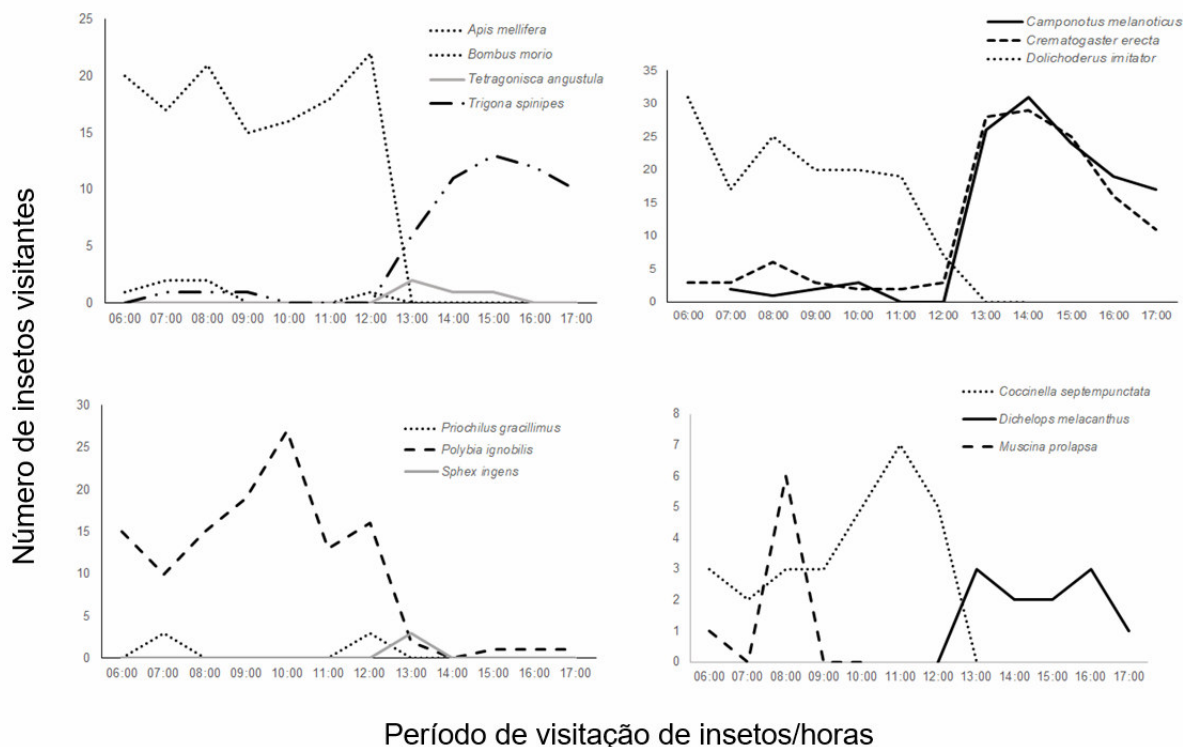 Número de insetos visitantes
25
20
15
10
5
0
Apis mellifera
Bombus morio
Tetragonisca angustula
Trigona spinipes
06:00 07:00 08:00 09:00 10:00 11:00 12:00 13:00 14:00 15:00 16:00 17:00
Camponotus melanoticus
Crematogaster erecta
Dolichoderus imitator
35
30
25
20
15
10
5
0
06:00 07:00 08:00 09:00 10:00 11:00 12:00 13:00 14:00 15:00 16:00 17:00
30
25
20
15
10
5
0
Priochilus gracillimus
Polybia ignobilis
Sphex ingens
06:00 07:00 08:00 09:00 10:00 11:00 12:00 13:00 14:00 15:00 16:00 17:00
Coccinella septempunctata
Dichelops melacanthus
Muscina prolapsa
8
7
6
5
4
3
2
1
0
06:00 07:00 08:00 09:00 10:00 11:00 12:00 13:00 14:00 15:00 16:00 17:00
Período de visitação de insetos/horas